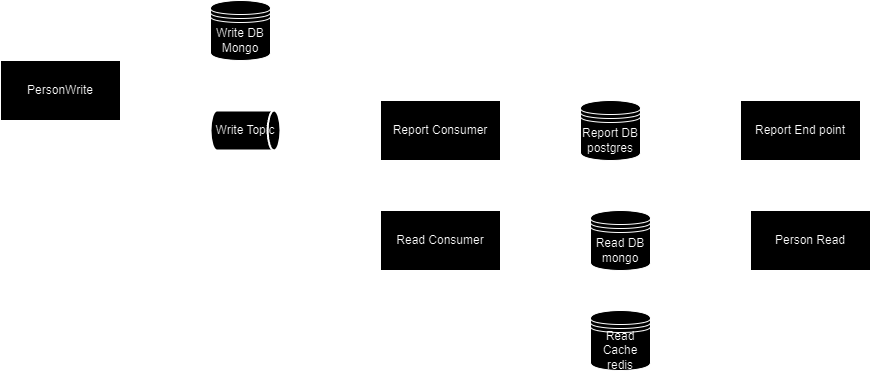 Write DB
Mongo
PersonWrite
Write Topic
Report Consumer
Report DB
postgres
Report End point
Read Consumer
Read DB
mongo
Person Read
Read
Cache
redis